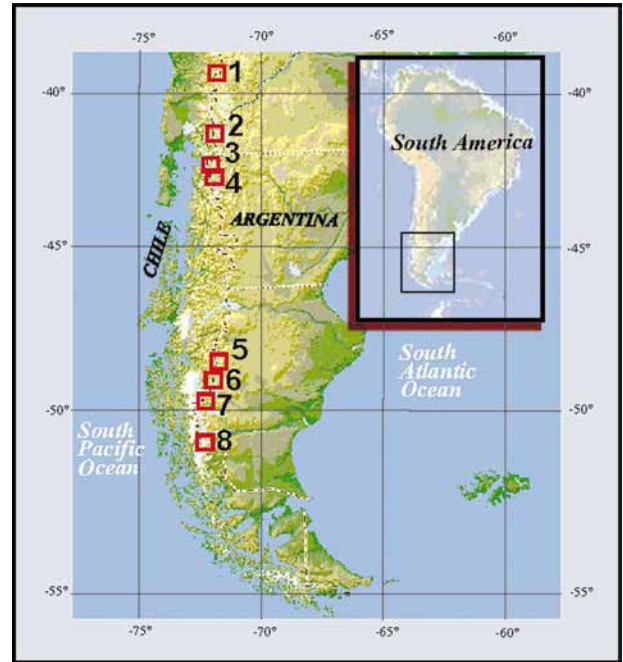 -75° -70° -65° -60°
1
-40° -40°
2
South America
3
4
ARGENTINA
CHILE
-45° -45°
5
South
Atlantic
Ocean
6
7
-50° -50°
South
Pacific
Ocean
8
-55° -55°
-75° -70° -65° -60°